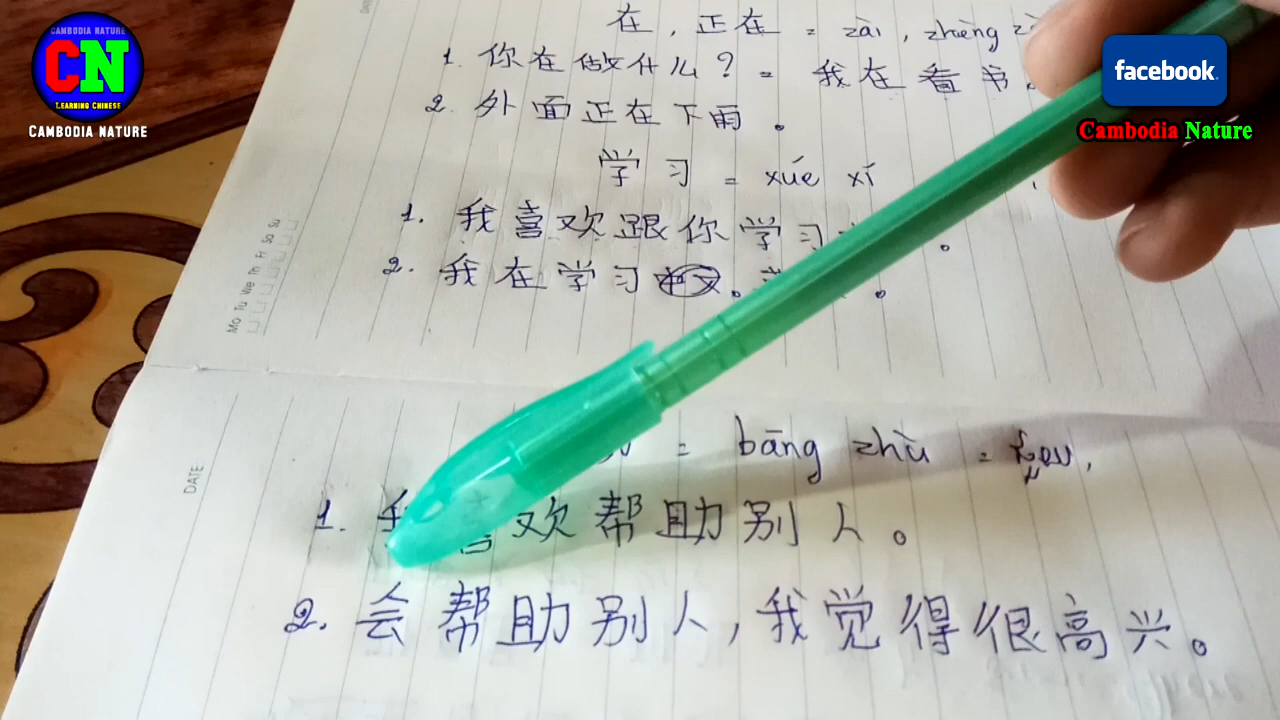 CAMBODIA NATURE
CN
LEARNING CHINESE
CAMBODIA NATURE
facebook
Cambodia Nature
在, 正在 = zài, zhèng
1. 你在做什么? = 我在看书.
2. 外面正在下雨。
学习 = xúe xí
1. 我喜欢跟你学习 。
2. 我在学习 。
Mo Tu We Th Fr Sa Su
DATE
= bāng zhù =
1. 我喜欢帮助别人。
2. 会帮助别人, 我觉得很高兴。